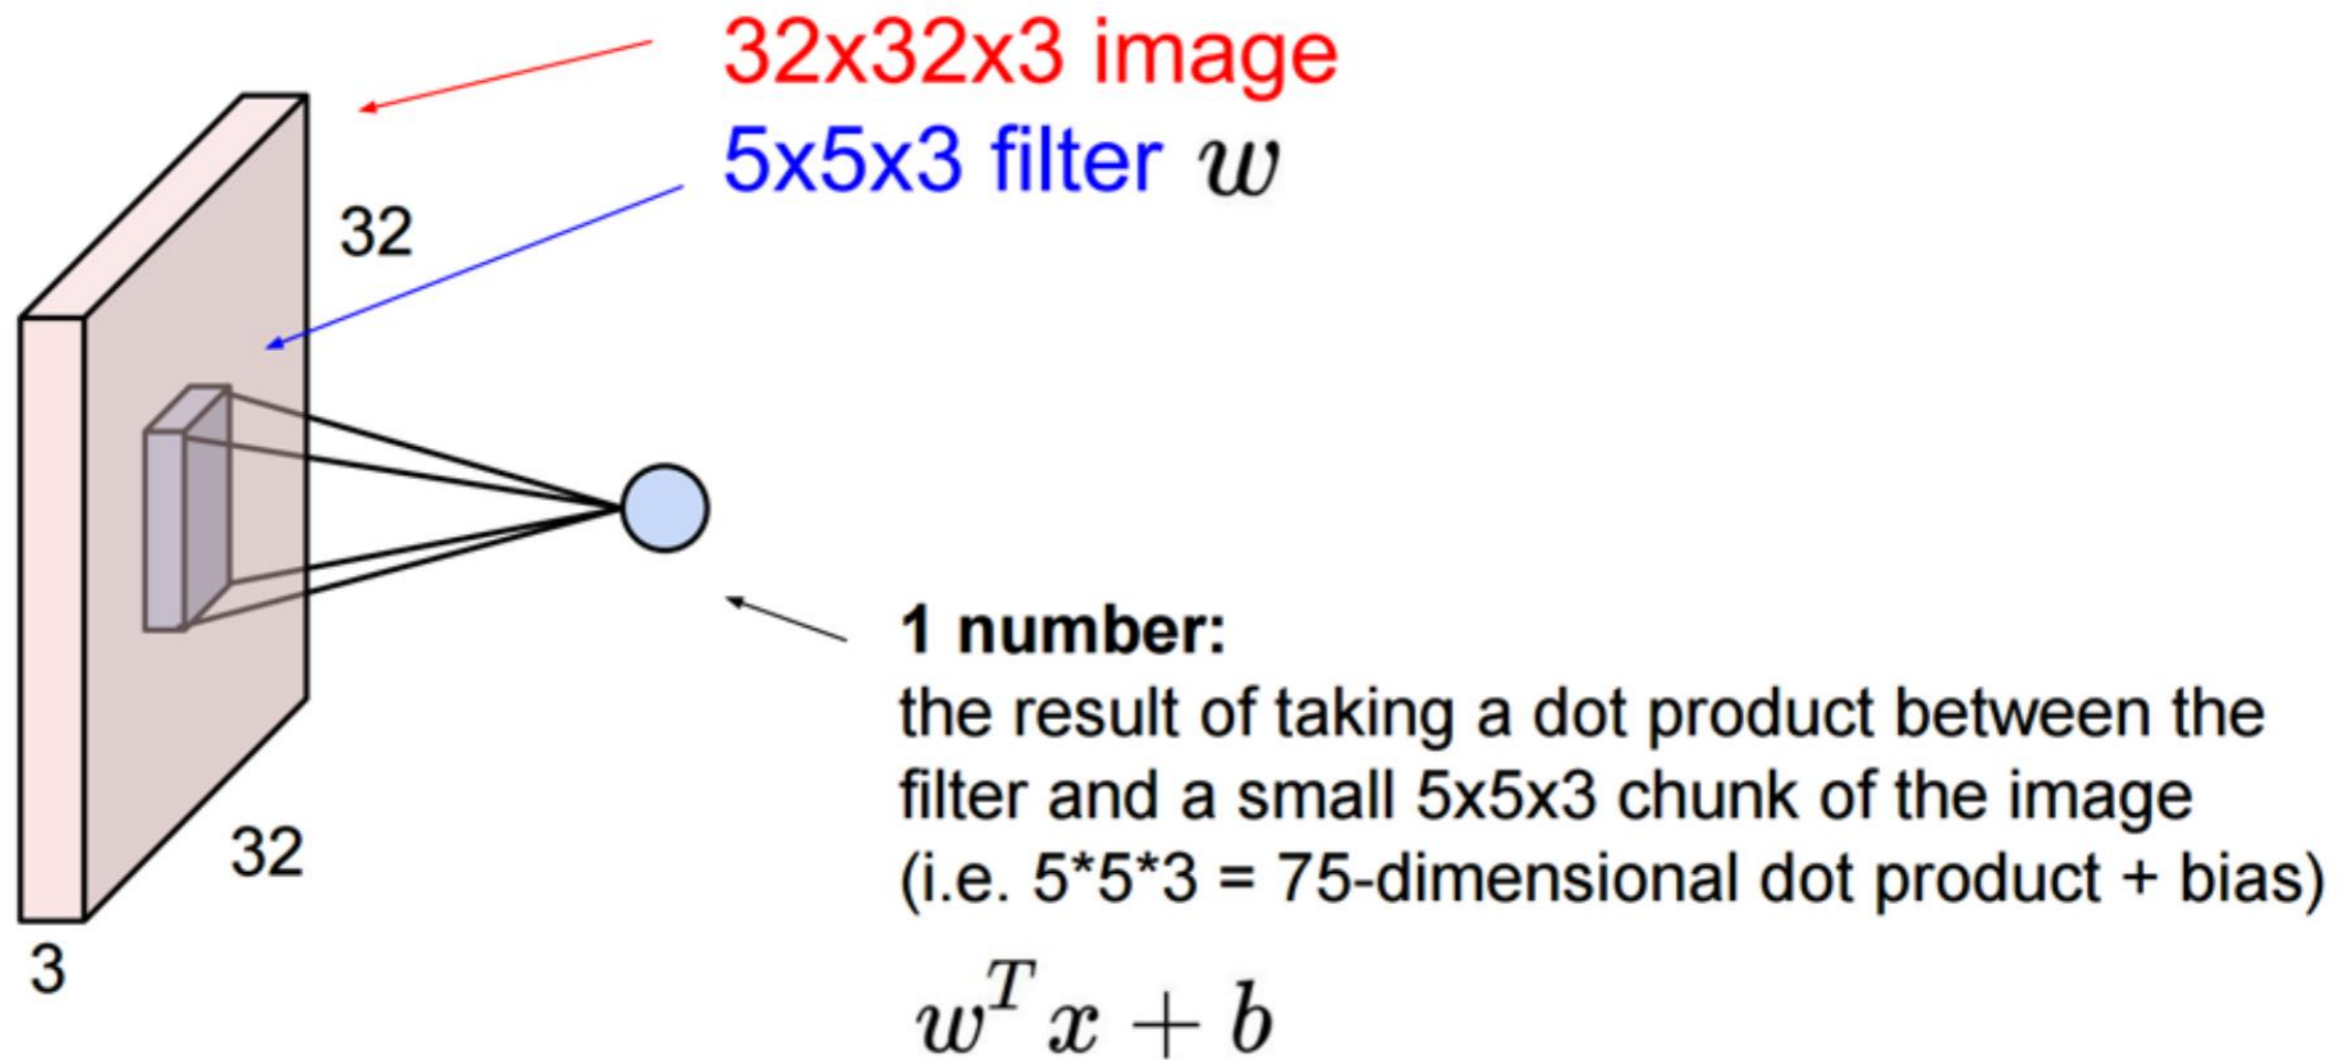 32x32x3 image
5x5x3 filter w
32
32
3
1 number:
the result of taking a dot product between the
filter and a small 5x5x3 chunk of the image
(i.e. 5*5*3 = 75-dimensional dot product + bias)
w^T x + b